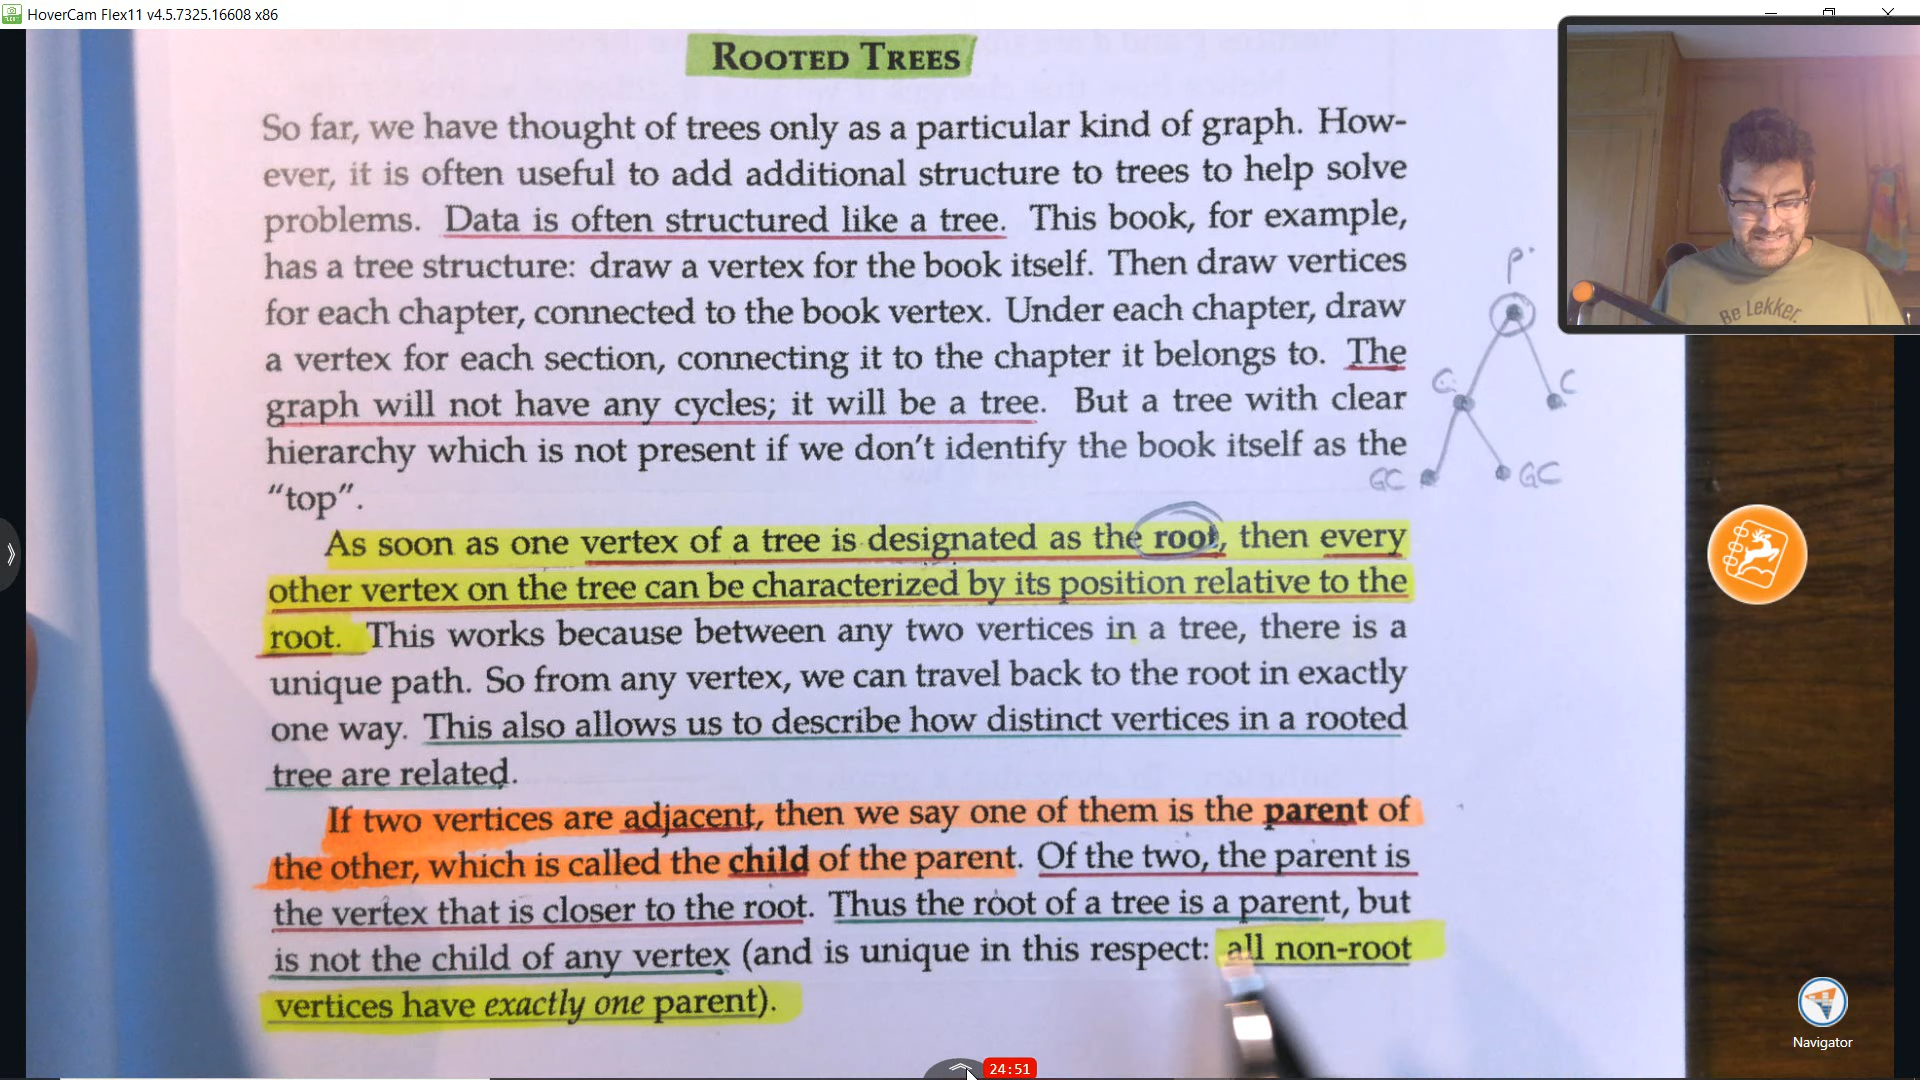 HoverCam Flex11 v4.5.7325.16608 x86
ROOTED TREES
So far, we have thought of trees only as a particular kind of graph. How-
ever, it is often useful to add additional structure to trees to help solve
problems. Data is often structured like a tree. This book, for example,
has a tree structure: draw a vertex for the book itself. Then draw vertices
for each chapter, connected to the book vertex. Under each chapter, draw
a vertex for each section, connecting it to the chapter it belongs to. The
graph will not have any cycles; it will be a tree. But a tree with clear
hierarchy which is not present if we don't identify the book itself as the
"top".
As soon as one vertex of a tree is designated as the root, then every
other vertex on the tree can be characterized by its position relative to the
root. This works because between any two vertices in a tree, there is a
unique path. So from any vertex, we can travel back to the root in exactly
one way. This also allows us to describe how distinct vertices in a rooted
tree are related.
If two vertices are adjacent, then we say one of them is the parent of
the other, which is called the child of the parent. Of the two, the parent is
the vertex that is closer to the root. Thus the root of a tree is a parent, but
is not the child of any vertex (and is unique in this respect: all non-root
vertices have exactly one parent).
P
C
C
GC
GC
Be Lekker.
Navigator
24:51